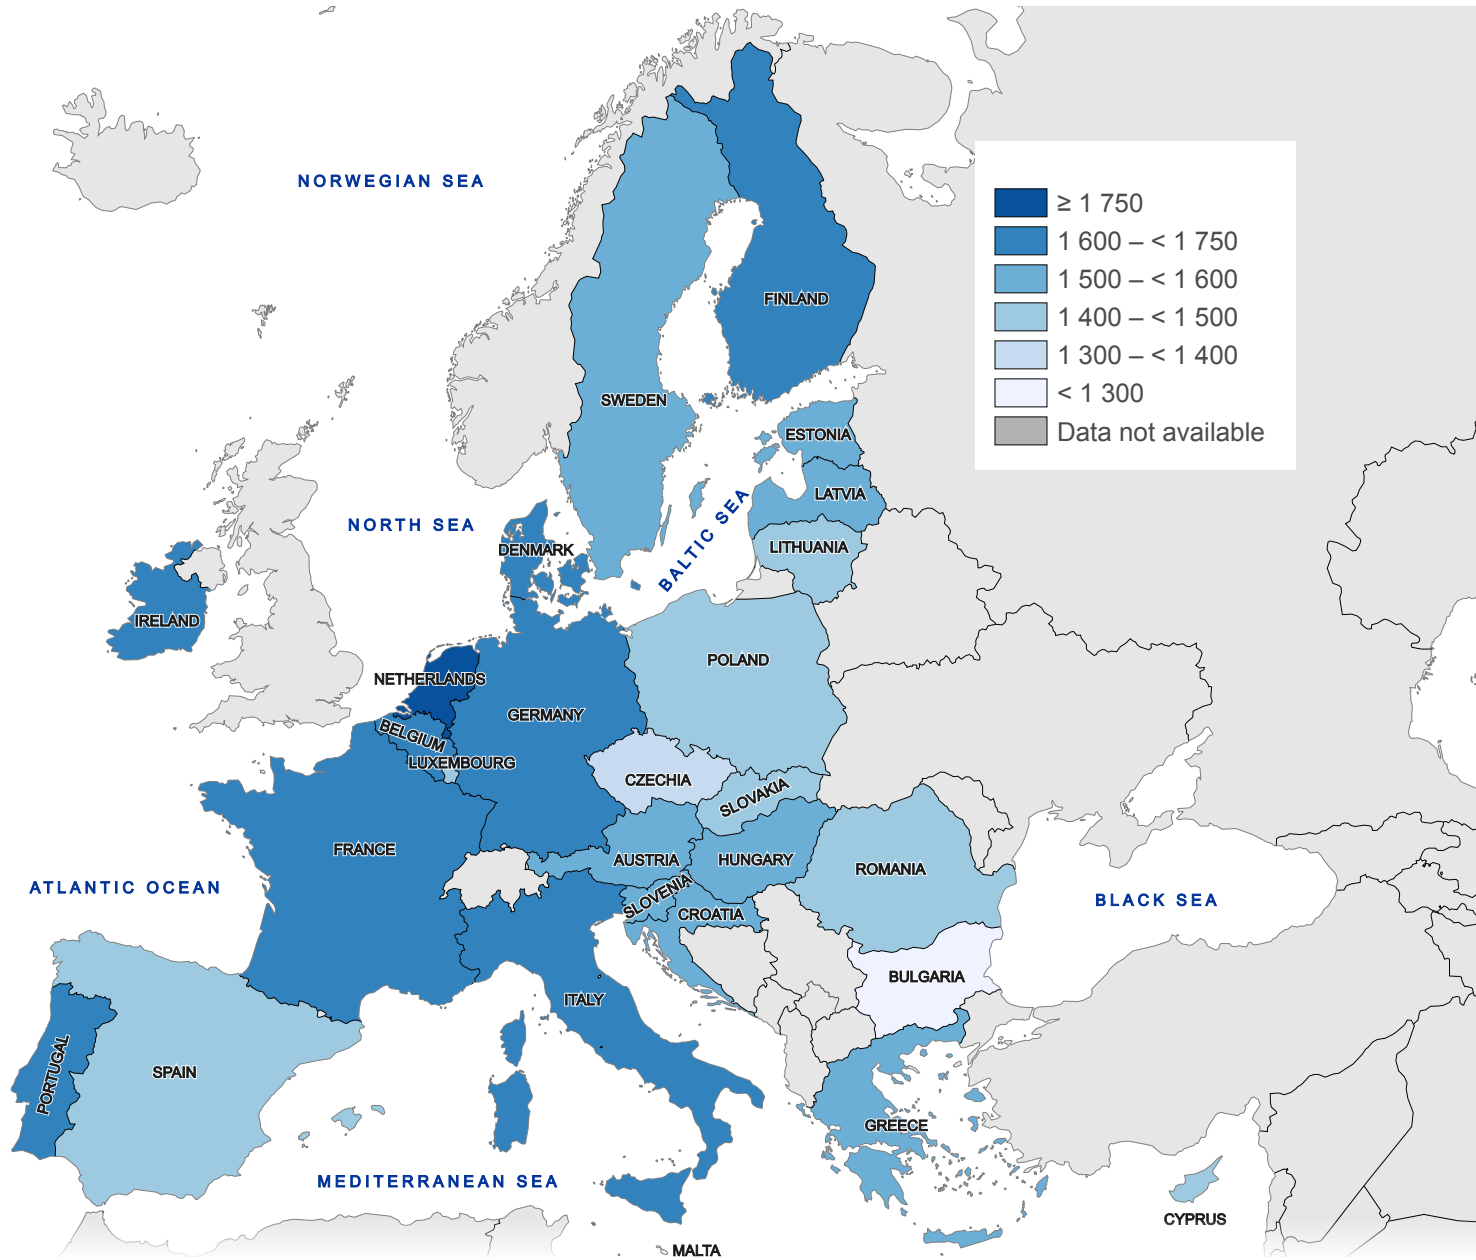 NORWEGIAN SEA
≥ 1 750
1 600 – < 1 750
1 500 – < 1 600
1 400 – < 1 500
1 300 – < 1 400
< 1 300
Data not available
FINLAND
SWEDEN
ESTONIA
LATVIA
BALTIC SEA
NORTH SEA
DENMARK
LITHUANIA
IRELAND
POLAND
NETHERLANDS
GERMANY
BELGIUM
LUXEMBOURG
CZECHIA
SLOVAKIA
FRANCE
AUSTRIA
HUNGARY
ROMANIA
ATLANTIC OCEAN
SLOVENIA
CROATIA
BLACK SEA
BULGARIA
ITALY
PORTUGAL
SPAIN
GREECE
MEDITERRANEAN SEA
CYPRUS
MALTA